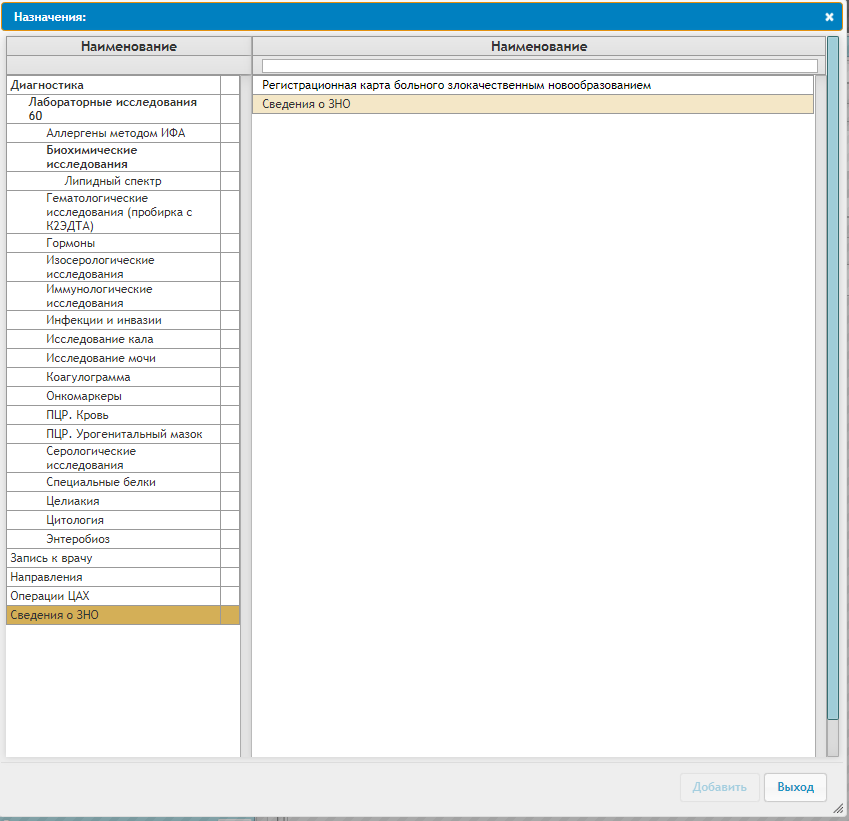 Назначения:
Наименование
Наименование
Диагностика
Лабораторные исследования
60
Аллергены методом ИФА
Биохимические
исследования
Липидный спектр
Гематологические
исследования (пробирка с
К2ЭДТА)
Гормоны
Изосерологические
исследования
Иммунологические
исследования
Инфекции и инвазии
Исследование кала
Исследование мочи
Коагулограмма
Онкомаркеры
ПЦР. Кровь
ПЦР. Урогенитальный мазок
Серологические
исследования
Специальные белки
Целиакия
Цитология
Энтеробиоз
Запись к врачу
Направления
Операции ЦАХ
Сведения о ЗНО
Регистрационная карта больного злокачественным новообразованием
Сведения о ЗНО
Добавить
Выход